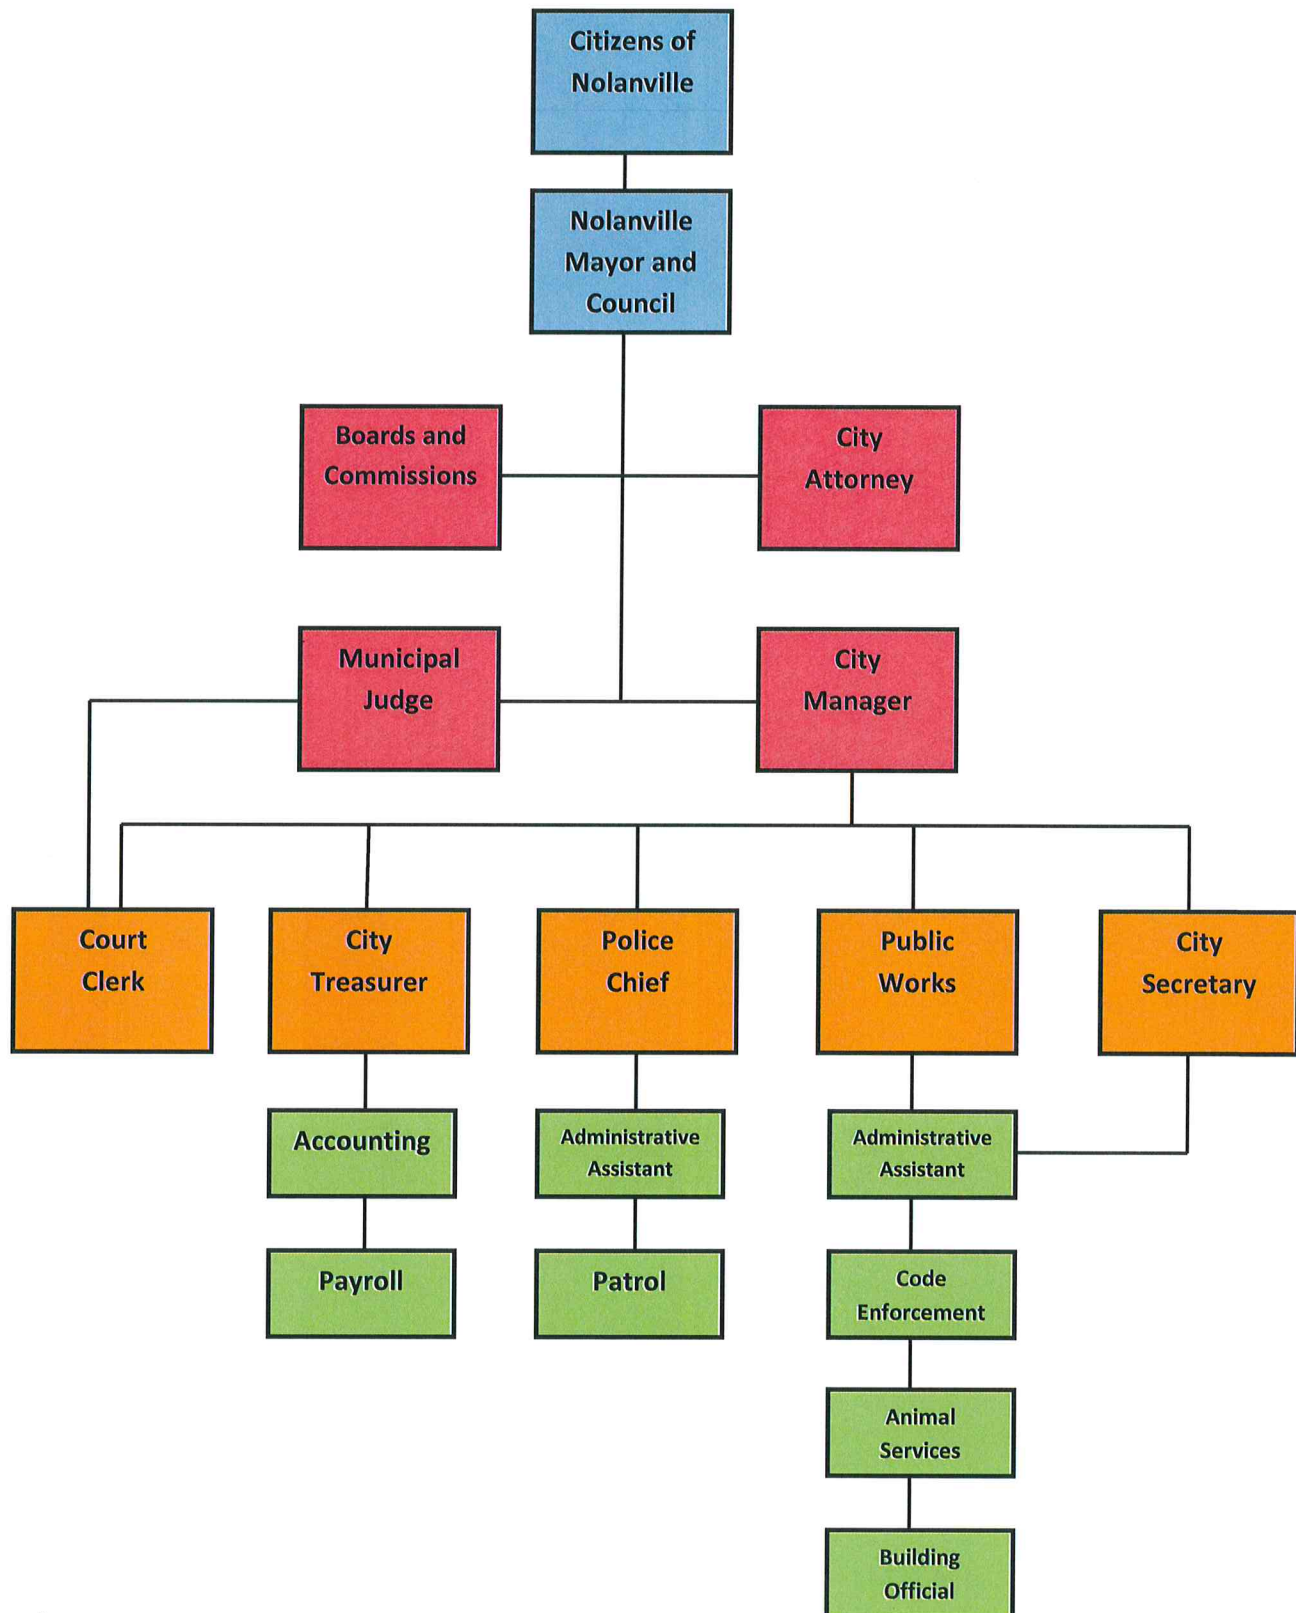 Citizens of
Nolanville
Nolanville
Mayor and
Council
Boards and
Commissions
City
Attorney
Municipal
Judge
City
Manager
Court
Clerk
City
Treasurer
Police
Chief
Public
Works
City
Secretary
Accounting
Administrative
Assistant
Administrative
Assistant
Payroll
Patrol
Code
Enforcement
Animal
Services
Building
Official